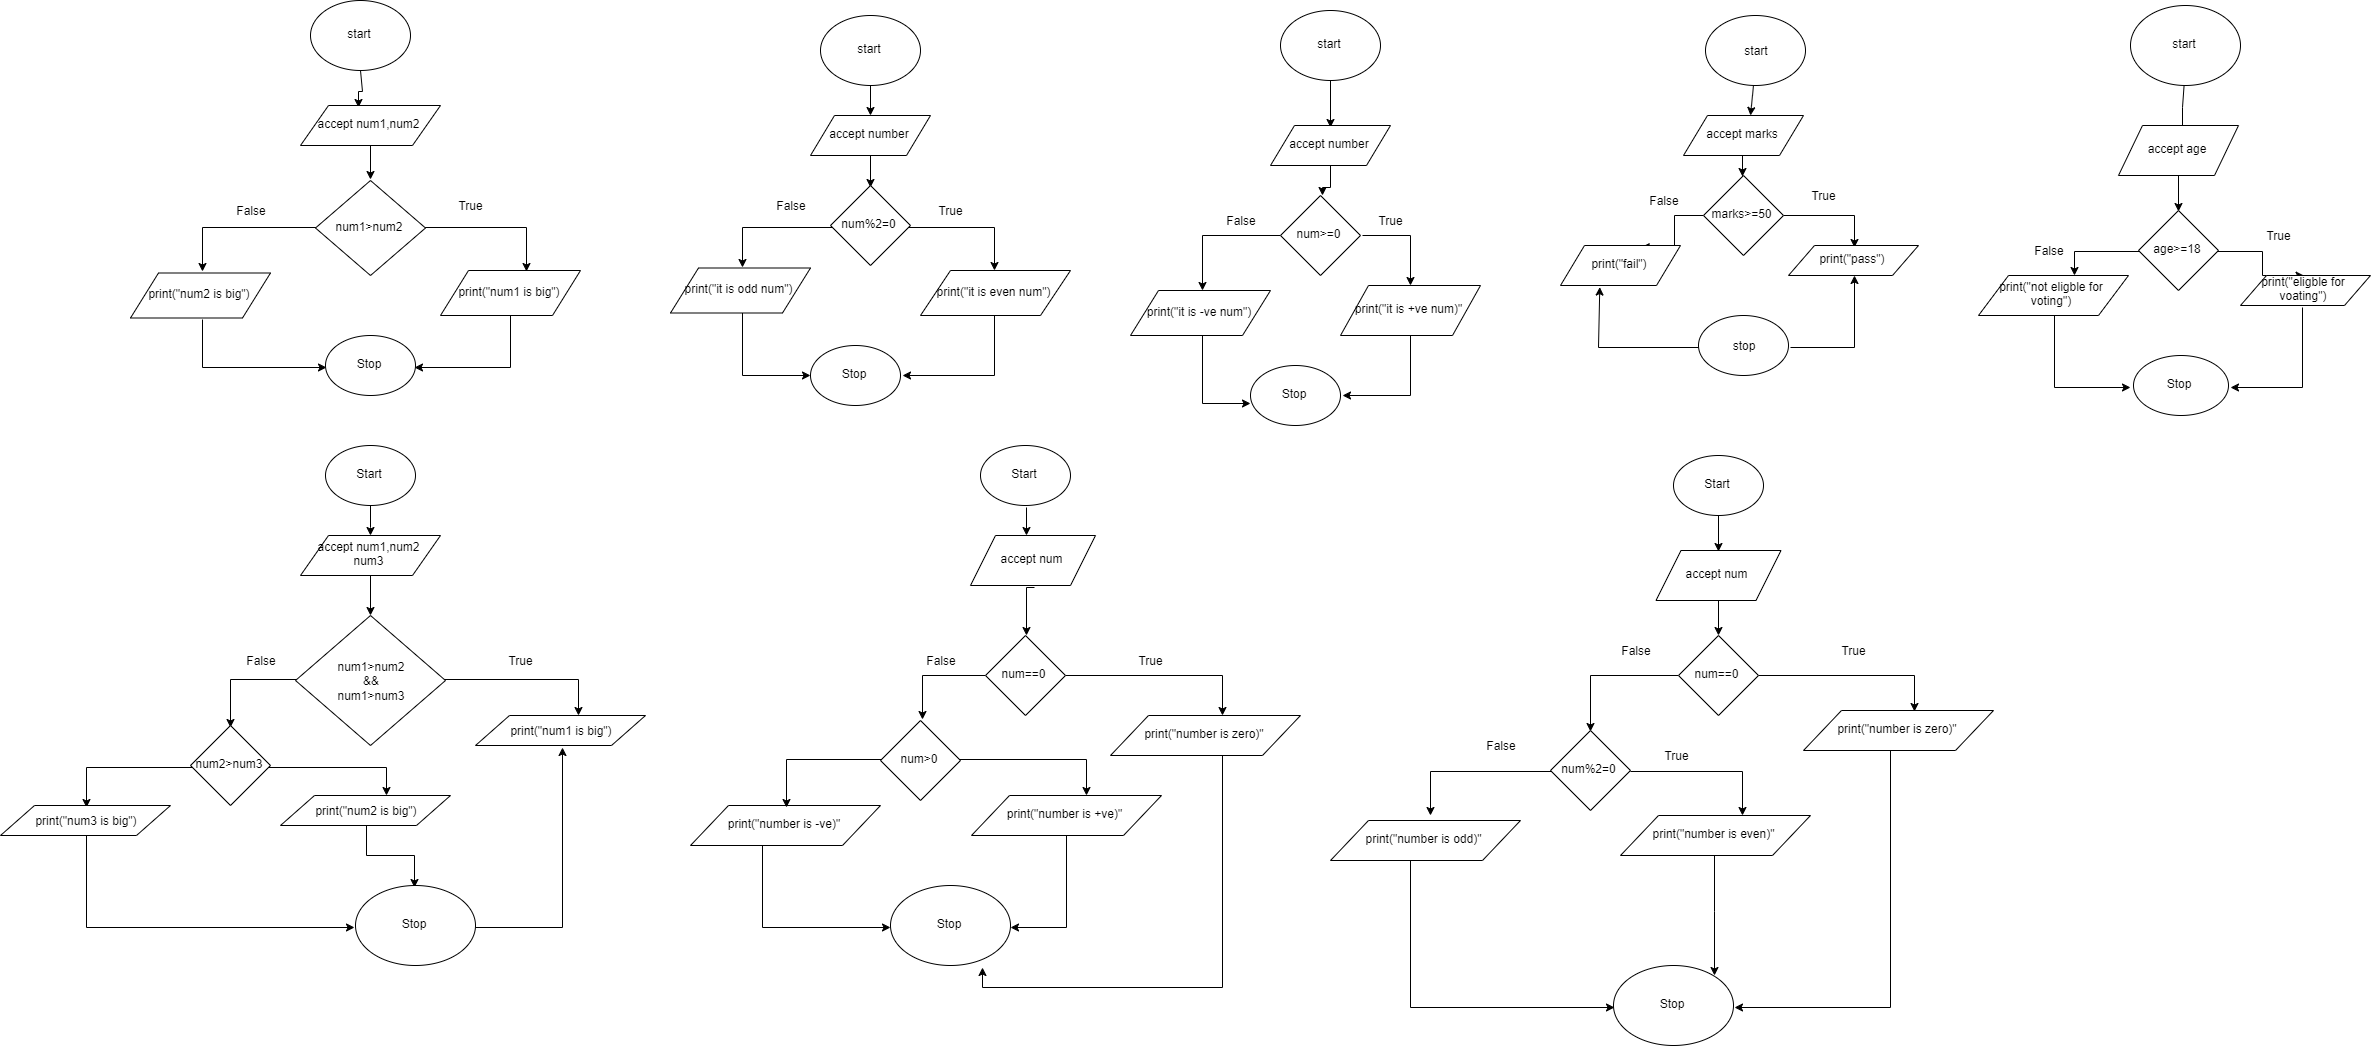 start
accept num1,num2
num1>num2
False
True
print("num2 is big")
print("num1 is big")
Stop
start
accept number
num%2=0
False
True
print("it is odd num")
print("it is even num")
Stop
start
accept number
num>=0
False
True
print("it is -ve num")
print("it is +ve num)"
Stop
start
accept marks
marks>=50
False
True
print("fail")
print("pass")
stop
start
accept age
age>=18
False
True
print("not eligble for
voting")
print("eligble for
voating")
Stop
Start
accept num1,num2
num3
num1>num2
&&
num1>num3
False
True
num2>num3
print("num1 is big")
print("num3 is big")
print("num2 is big")
Stop
Start
accept num
num==0
False
True
num>0
print("number is zero)"
print("number is -ve)"
print("number is +ve)"
Stop
Start
accept num
num==0
False
True
print("number is zero)"
num%2=0
False
True
print("number is odd)"
print("number is even)"
Stop